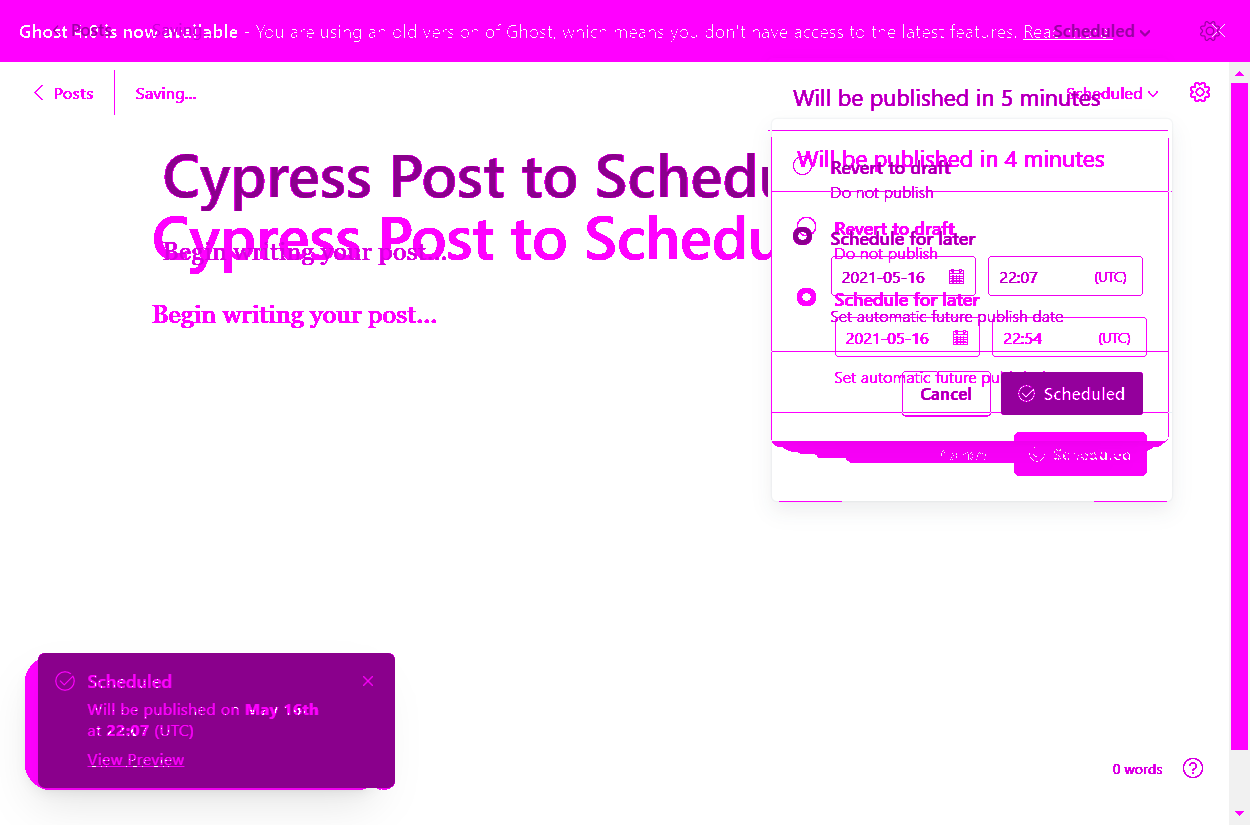 Ghost 4.0 is now available - You are using an old version of Ghost, which means you don't have access to the latest features.
Posts
Scheduled
Posts Saving... Scheduled
Will be published in 5 minutes
Will be published in 4 minutes
Cypress Post to Schedu
Revert to draft
Do not publish
Cypress Post to Schedu
Revert to draft
Schedule for later
Begin writing your post...
Do not publish
2021-05-16 22:07 (UTC)
Schedule for later
Begin writing your post...
Set automatic future publish date
2021-05-16 22:54 (UTC)
Set automatic future
Cancel Scheduled
Scheduled
Scheduled
Will be published on May 16th
at 22:07 (UTC)
View Preview
0 words